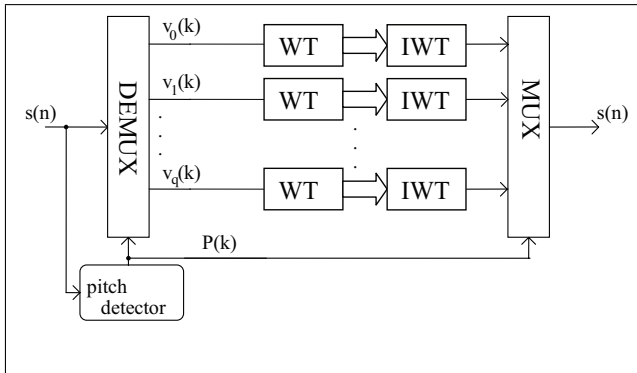 v0(k)
WT
IWT
v1(k)
WT
IWT
s(n)
DEMUX
MUX
s(n)
vq(k)
WT
IWT
P(k)
pitch
detector